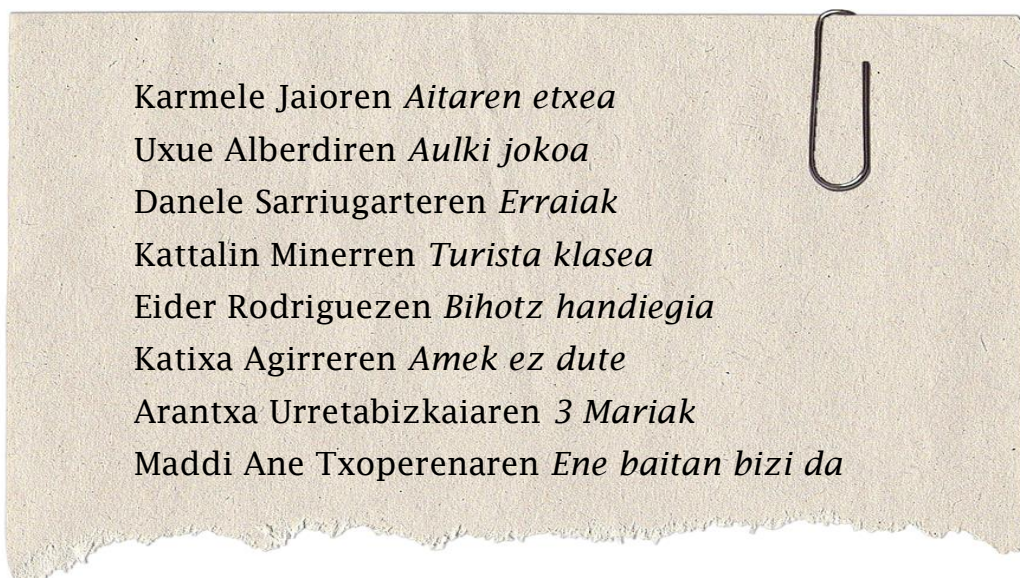 Karmele Jaioren Aitaren etxea
Uxue Alberdiren Aulki jokoa
Danele Sarriugarteren Erraiak
Kattalin Minerren Turista klasea
Eider Rodriguezen Bihotz handiegia
Katixa Agirreren Amek ez dute
Arantxa Urretabizkaiaren 3 Mariak
Maddi Ane Txoperenaren Ene baitan bizi da